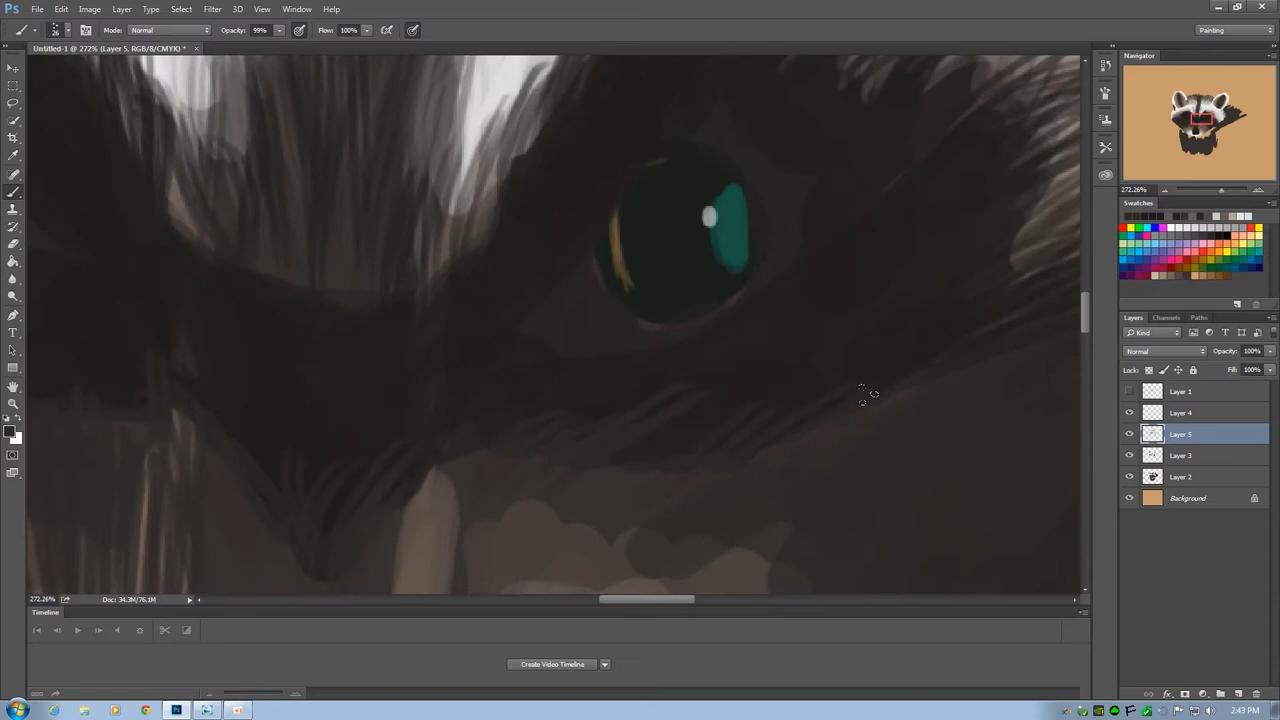 Ps File Edit Image Layer Type Select Filter 3D View Window Help
26 Mode: Normal Opacity: 99% Flow: 100% Painting
Untitled-1 @ 272% (Layer 5, RGB/8/CMYK) * ×
Navigator
272.26%
Swatches
Layers Channels Paths
Kind
Normal Opacity: 100%
Lock: Fill: 100%
Layer 1
Layer 4
Layer 5
Layer 3
Layer 2
Background
272.26% Doc: 34.3M/76.1M
Timeline
Create Video Timeline
fx
2:43 PM